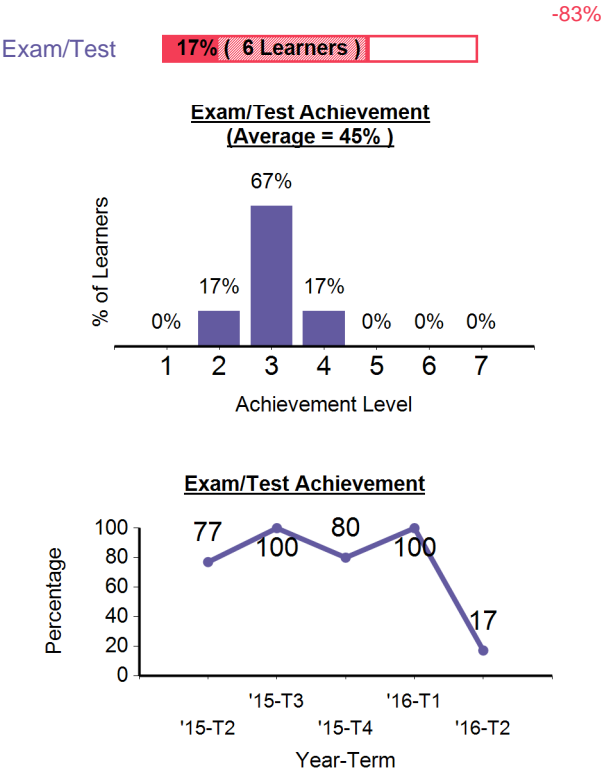 -83%
Exam/Test
17% ( 6 Learners )
Exam/Test Achievement
(Average = 45% )
% of Learners
67%
17% 17%
0% 0% 0% 0%
1 2 3 4 5 6 7
Achievement Level
Exam/Test Achievement
Percentage
100
80
60
40
20
0
77
100
80
100
17
'15-T3 '16-T1
'15-T2 '15-T4 '16-T2
Year-Term